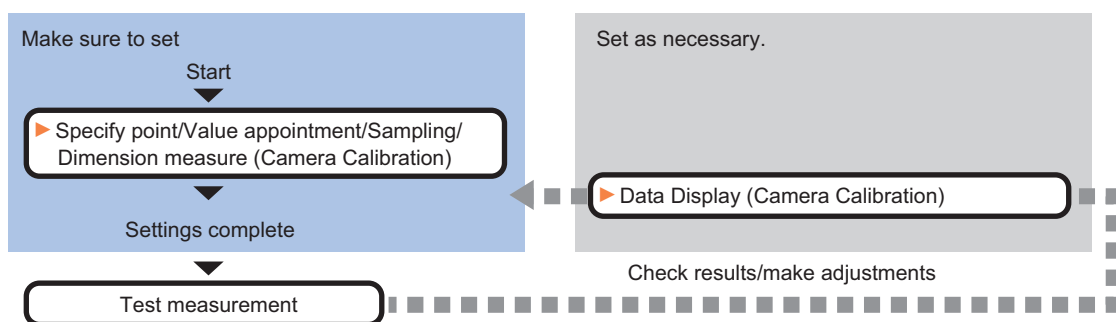 Make sure to set
Start
Specify point/Value appointment/Sampling/
Dimension measure (Camera Calibration)
Settings complete
Test measurement
Set as necessary.
Data Display (Camera Calibration)
Check results/make adjustments